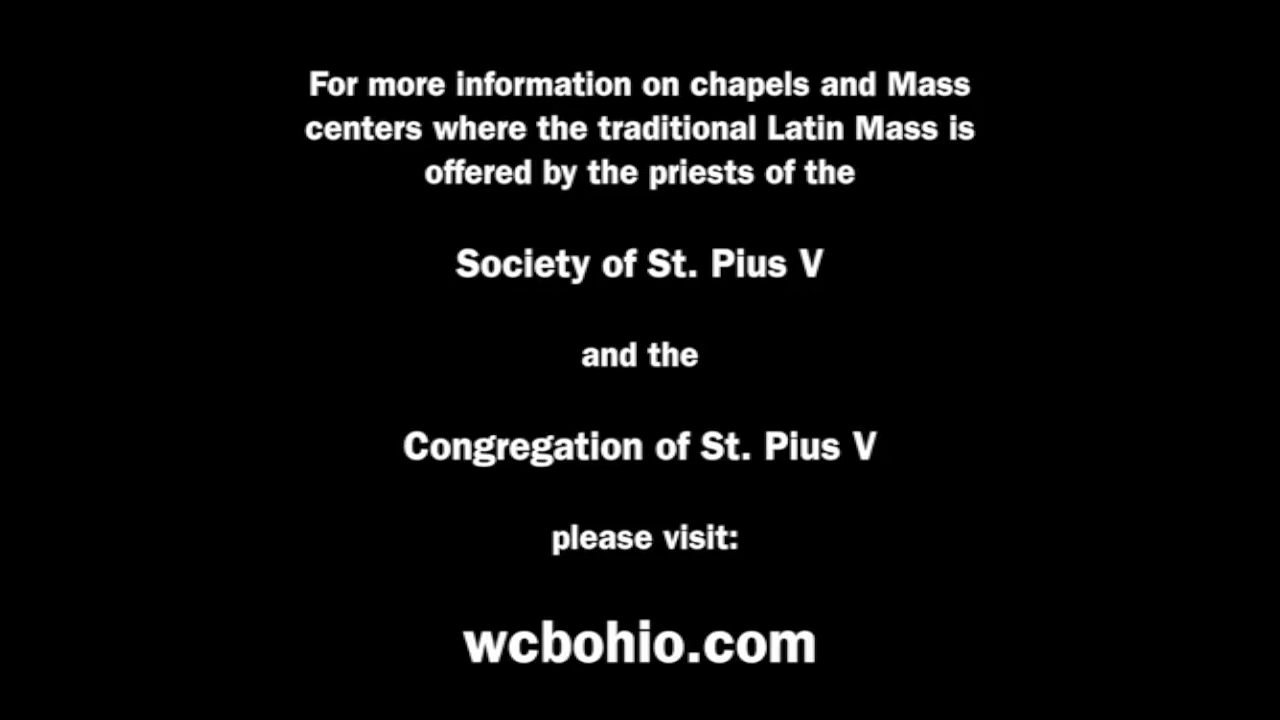 For more information on chapels and Mass
centers where the traditional Latin Mass is
offered by the priests of the
Society of St. Pius V
and the
Congregation of St. Pius V
please visit:
wcbohio.com